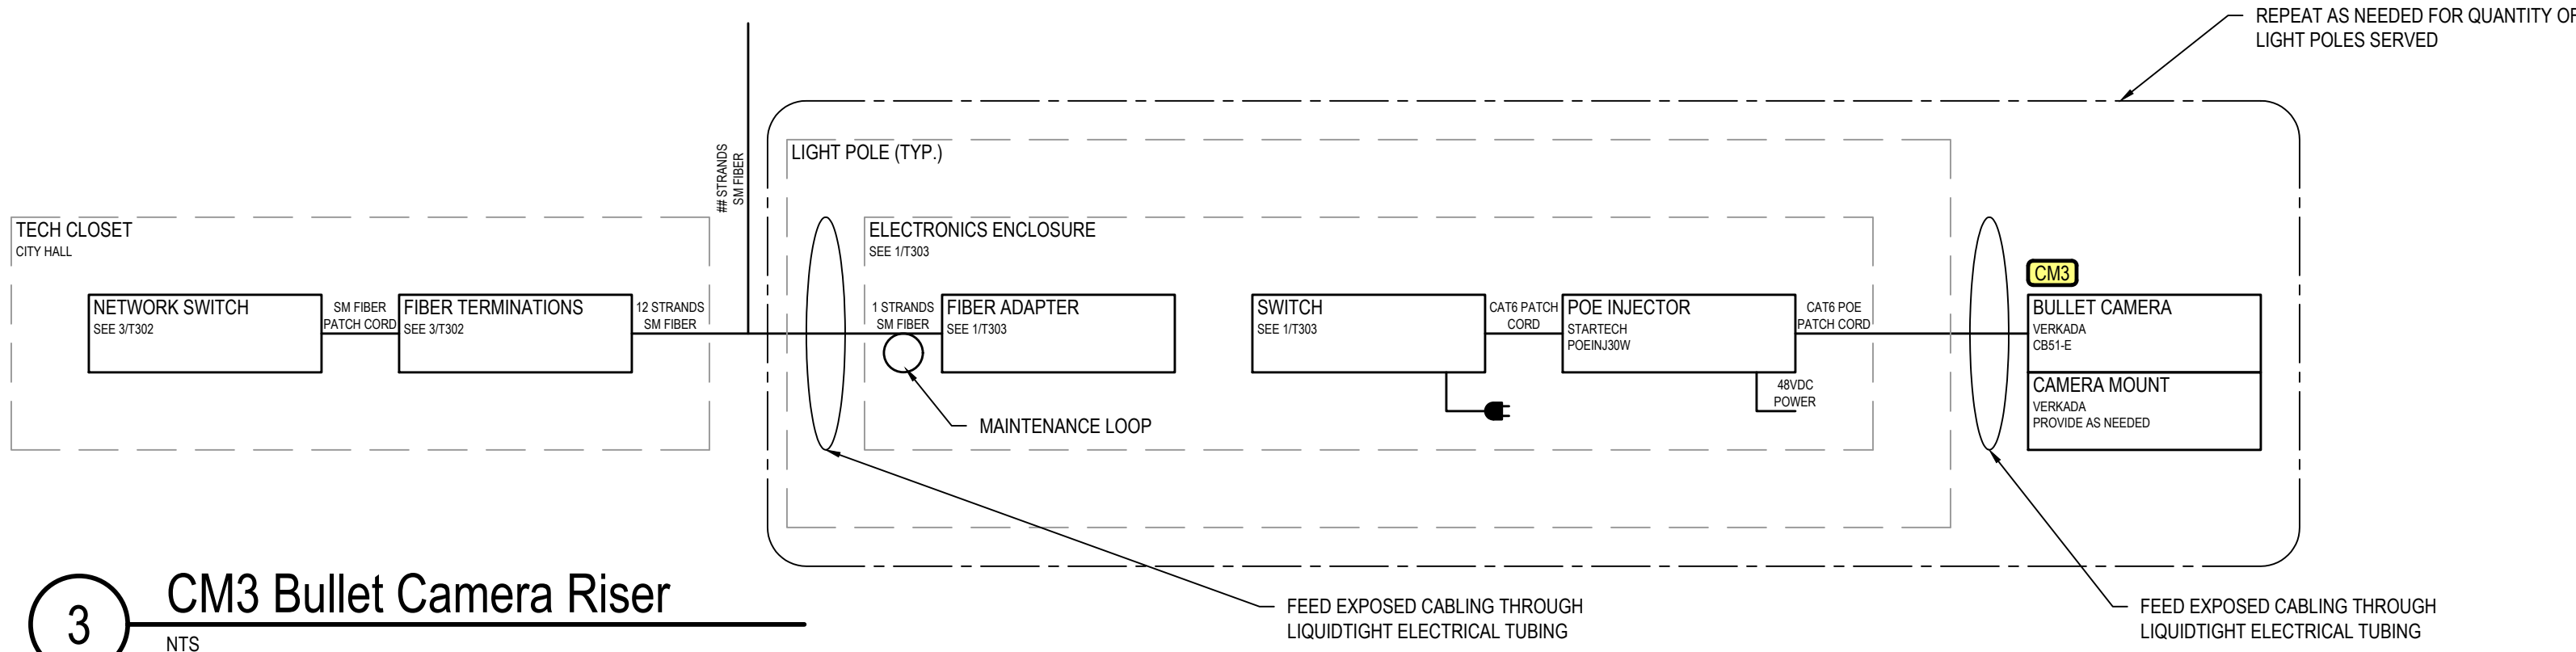 REPEAT AS NEEDED FOR QUANTITY OF
LIGHT POLES SERVED
## STRANDS
SM FIBER
LIGHT POLE (TYP.)
TECH CLOSET
CITY HALL
NETWORK SWITCH
SEE 3/T302
SM FIBER
PATCH CORD
FIBER TERMINATIONS
SEE 3/T302
12 STRANDS
SM FIBER
ELECTRONICS ENCLOSURE
SEE 1/T303
1 STRANDS
SM FIBER
FIBER ADAPTER
SEE 1/T303
MAINTENANCE LOOP
SWITCH
SEE 1/T303
CAT6 PATCH
CORD
POE INJECTOR
STARTECH
POEINJ30W
48VDC
POWER
CAT6 POE
PATCH CORD
CM3
BULLET CAMERA
VERKADA
CB51-E
CAMERA MOUNT
VERKADA
PROVIDE AS NEEDED
FEED EXPOSED CABLING THROUGH
LIQUIDTIGHT ELECTRICAL TUBING
FEED EXPOSED CABLING THROUGH
LIQUIDTIGHT ELECTRICAL TUBING
3
CM3 Bullet Camera Riser
NTS